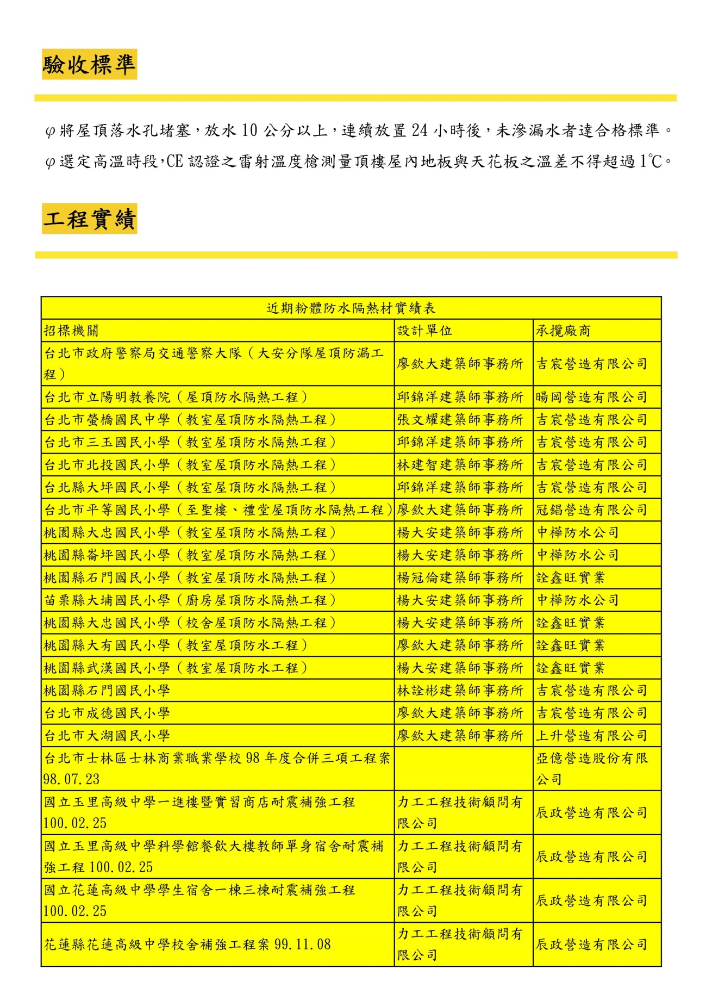 驗收標準
φ將屋頂落水孔堵塞，放水 10 公分以上，連續放置 24 小時後，未滲漏水者達合格標準。
φ選定高溫時段，CE 認證之雷射溫度槍測量頂樓屋內地板與天花板之溫差不得超過 1℃。
工程實績
近期粉體防水隔熱材實績表
招標機關 設計單位 承攬廠商
台北市政府警察局交通警察大隊（大安分隊屋頂防漏工
程） 廖欽大建築師事務所 吉宸營造有限公司
台北市立陽明教養院（屋頂防水隔熱工程） 邱錦洋建築師事務所 暘岡營造有限公司
台北市螢橋國民中學（教室屋頂防水隔熱工程） 張文耀建築師事務所 吉宸營造有限公司
台北市三玉國民小學（教室屋頂防水隔熱工程） 邱錦洋建築師事務所 吉宸營造有限公司
台北市北投國民小學（教室屋頂防水隔熱工程） 林建智建築師事務所 吉宸營造有限公司
台北縣大坪國民小學（教室屋頂防水隔熱工程） 邱錦洋建築師事務所 吉宸營造有限公司
台北市平等國民小學（至聖樓、禮堂屋頂防水隔熱工程） 廖欽大建築師事務所 冠錩營造有限公司
桃園縣大忠國民小學（教室屋頂防水隔熱工程） 楊大安建築師事務所 中樺防水公司
桃園縣崙坪國民小學（教室屋頂防水隔熱工程） 楊大安建築師事務所 中樺防水公司
桃園縣石門國民小學（教室屋頂防水隔熱工程） 楊冠倫建築師事務所 詮鑫旺實業
苗栗縣大埔國民小學（廚房屋頂防水隔熱工程） 楊大安建築師事務所 中樺防水公司
桃園縣大忠國民小學（校舍屋頂防水隔熱工程） 楊大安建築師事務所 詮鑫旺實業
桃園縣大有國民小學（教室屋頂防水工程） 廖欽大建築師事務所 詮鑫旺實業
桃園縣武漢國民小學（教室屋頂防水工程） 楊大安建築師事務所 詮鑫旺實業
桃園縣石門國民小學 林詮彬建築師事務所 吉宸營造有限公司
台北市成德國民小學 廖欽大建築師事務所 吉宸營造有限公司
台北市大湖國民小學 廖欽大建築師事務所 上升營造有限公司
台北市士林區士林商業職業學校 98 年度合併三項工程案 亞億營造股份有限
98.07.23 公司
國立玉里高級中學一進樓暨實習商店耐震補強工程 力工工程技術顧問有 辰政營造有限公司
100.02.25 限公司
國立玉里高級中學科學館餐飲大樓教師單身宿舍耐震補 力工工程技術顧問有 辰政營造有限公司
強工程 100.02.25 限公司
國立花蓮高級中學學生宿舍一棟三棟耐震補強工程 力工工程技術顧問有 辰政營造有限公司
100.02.25 限公司
花蓮縣花蓮高級中學校舍補強工程案 99.11.08 力工工程技術顧問有 辰政營造有限公司
限公司